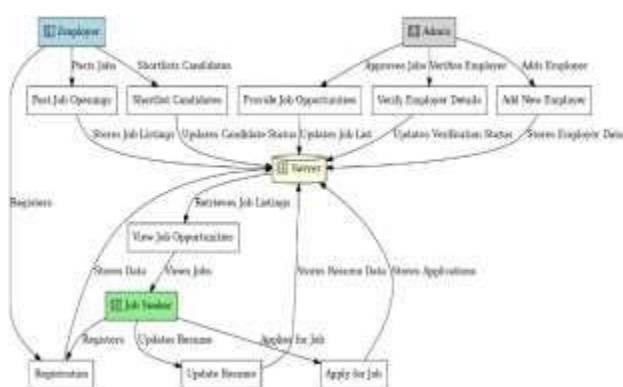 Employer
Admin
Posts Jobs
Shortlists Candidates
Approves Jobs
Verifies Employer
Adds Employer
Post Job Openings
Shortlist Candidates
Provide Job Opportunities
Verify Employer Details
Add New Employer
Stores Job Listings
Updates Candidate Status
Updates Job List
Updates Verification Status
Stores Employer Data
Server
Registers
Retrieves Job Listings
View Job Opportunities
Stores Data
Views Jobs
Stores Resume Data
Stores Applications
Job Seeker
Registers
Updates Resume
Applies for Job
Registration
Update Resume
Apply for Job